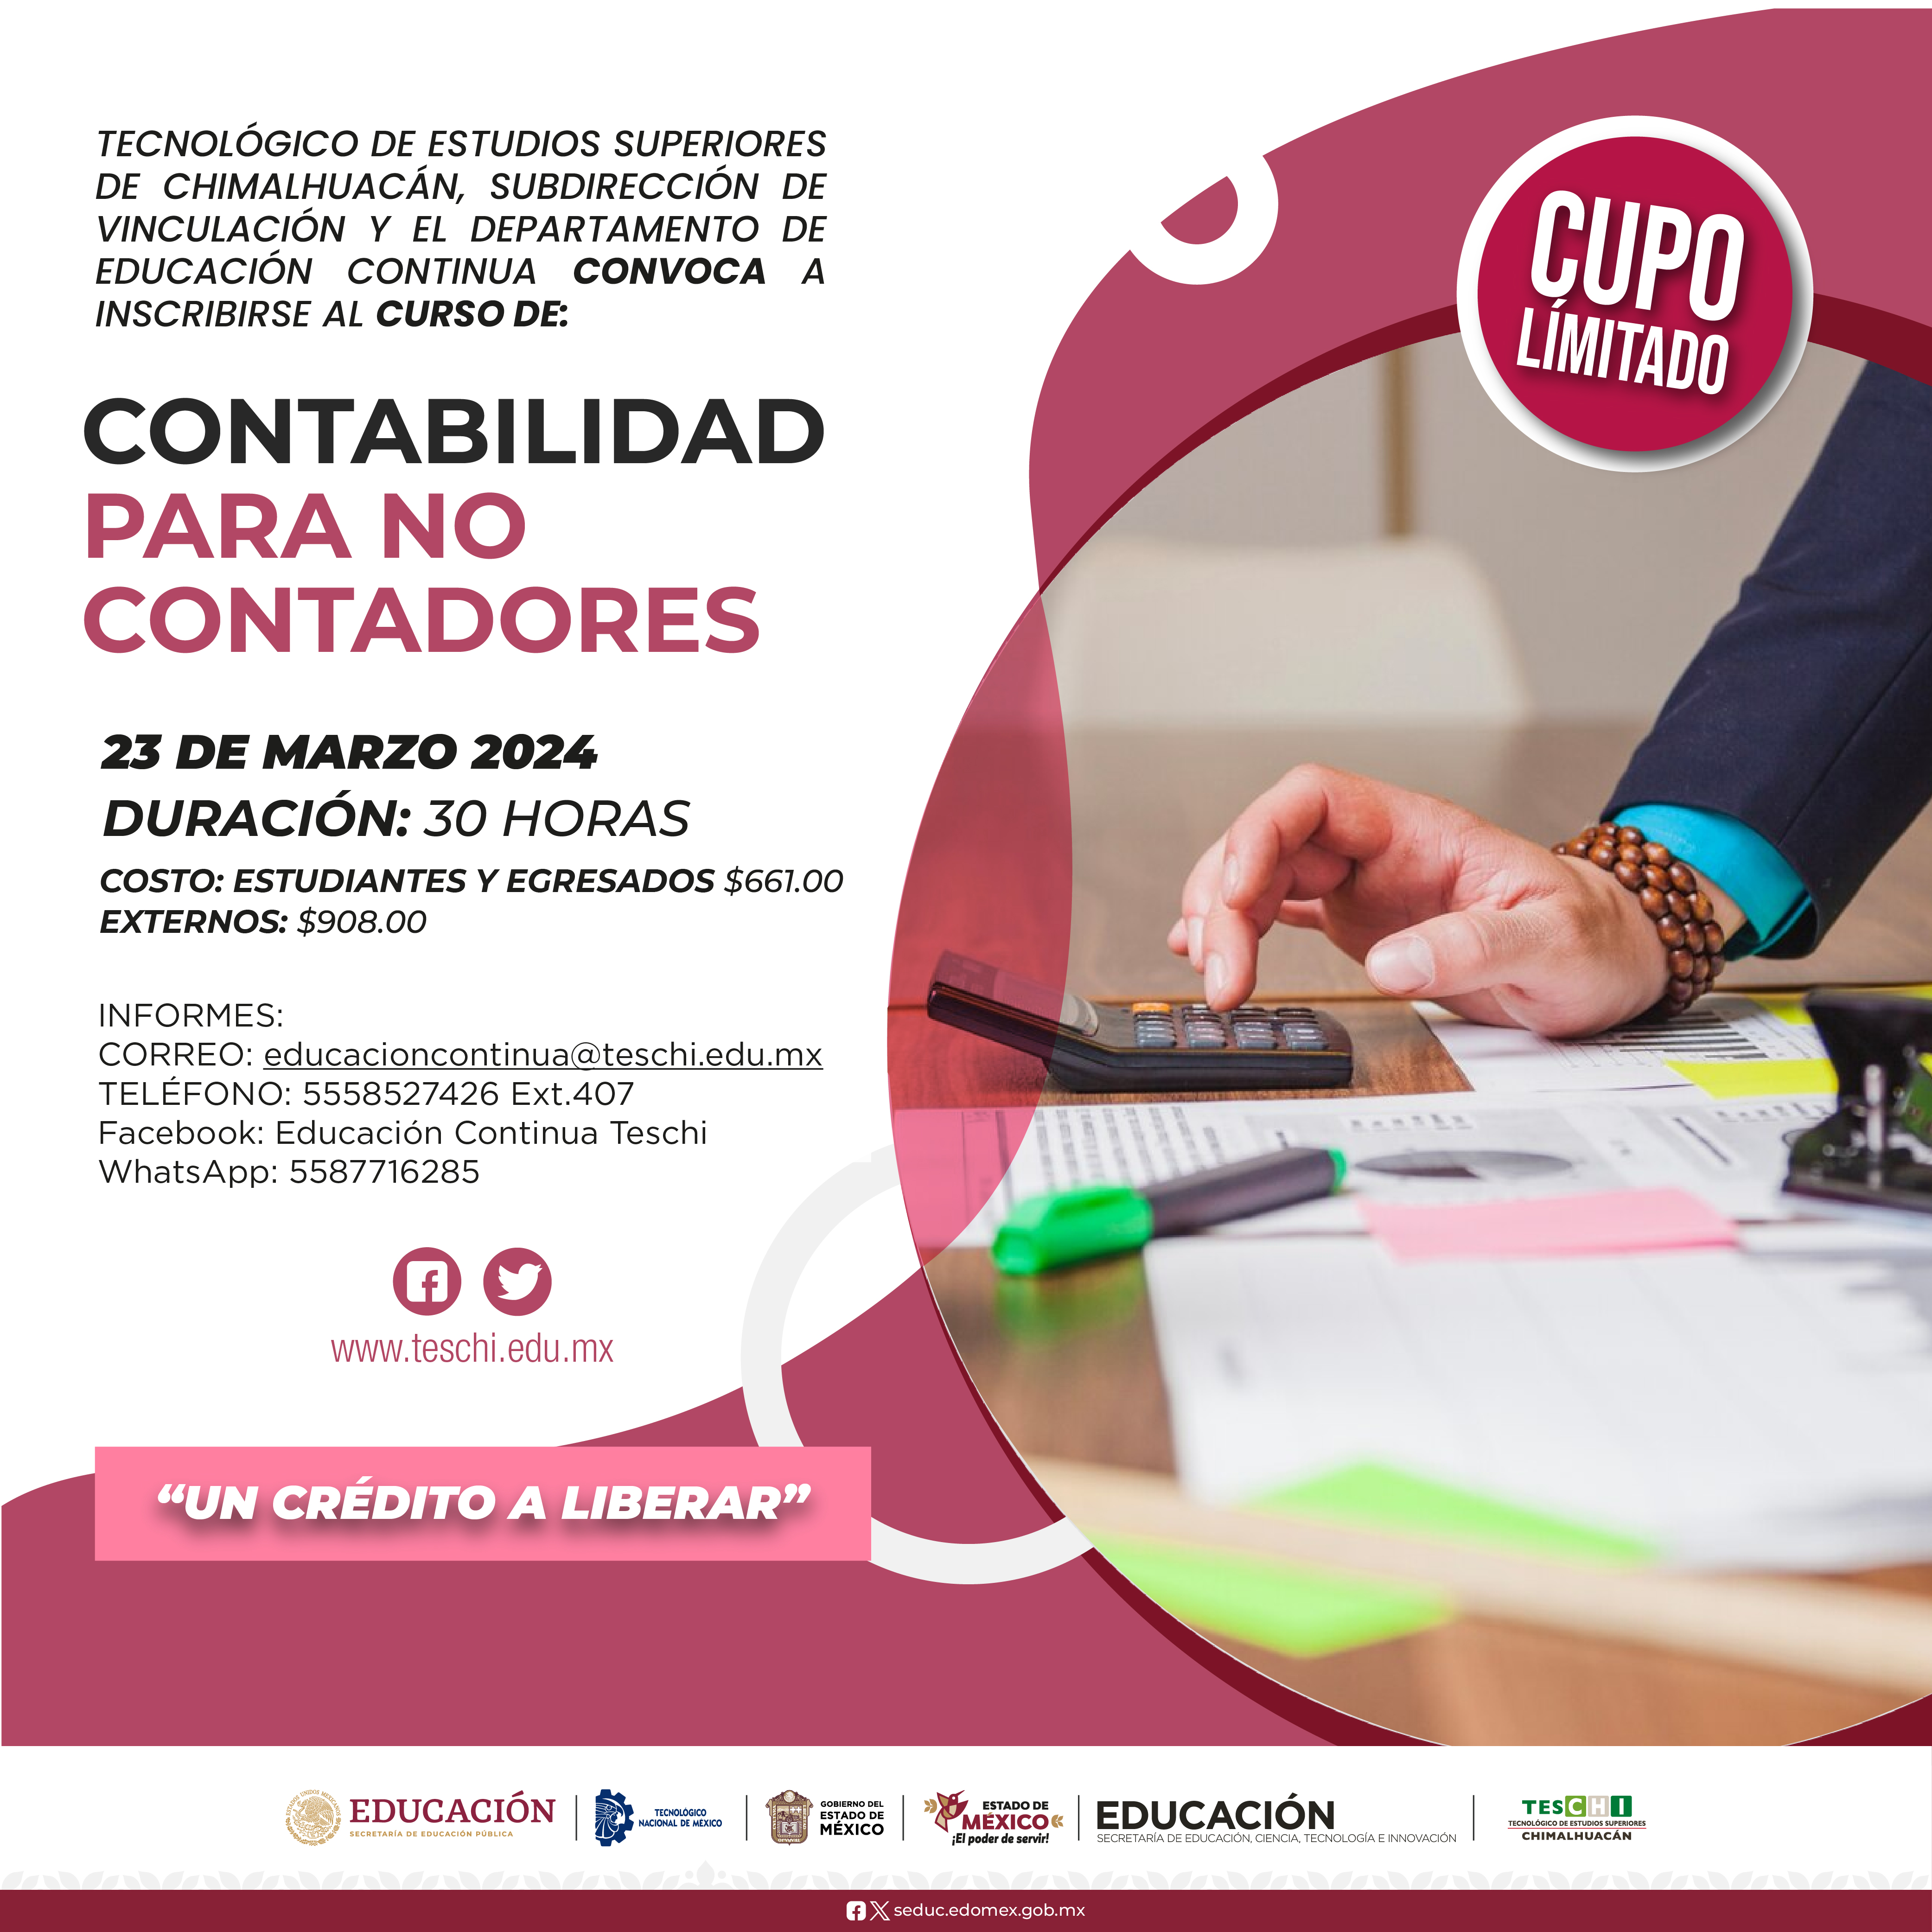 TECNOLÓGICO DE ESTUDIOS SUPERIORES
DE CHIMALHUACÁN, SUBDIRECCIÓN DE
VINCULACIÓN Y EL DEPARTAMENTO DE
EDUCACIÓN CONTINUA CONVOCA A
INSCRIBIRSE AL CURSO DE:
CUPO
LÍMITADO
CONTABILIDAD
PARA NO
CONTADORES
23 DE MARZO 2024
DURACIÓN: 30 HORAS
COSTO: ESTUDIANTES Y EGRESADOS $661.00
EXTERNOS: $908.00
INFORMES:
CORREO: educacioncontinua@teschi.edu.mx
TELÉFONO: 5558527426 Ext.407
Facebook: Educación Continua Teschi
WhatsApp: 5587716285
www.teschi.edu.mx
“UN CRÉDITO A LIBERAR”
ESTADOS UNIDOS MEXICANOS
EDUCACIÓN
SECRETARÍA DE EDUCACIÓN PÚBLICA
TECNOLÓGICO
NACIONAL DE MÉXICO
GOBIERNO DEL
ESTADO DE
MÉXICO
ESTADO DE
MÉXICO
¡El poder de servir!
EDUCACIÓN
SECRETARÍA DE EDUCACIÓN, CIENCIA, TECNOLOGÍA E INNOVACIÓN
TESCHI
TECNOLÓGICO DE ESTUDIOS SUPERIORES
CHIMALHUACÁN
seduc.edomex.gob.mx